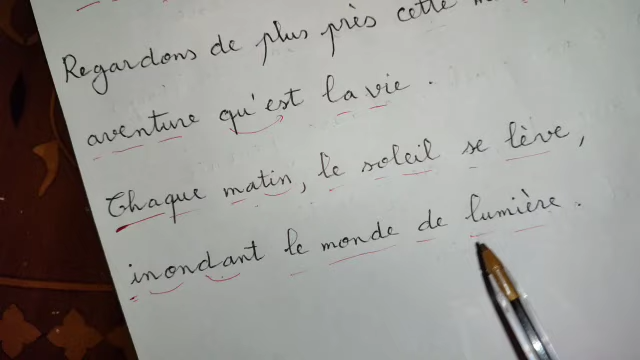 Regardons de plus près cette
aventure qu'est la vie.
Chaque matin, le soleil se lève,
inondant le monde de lumière.